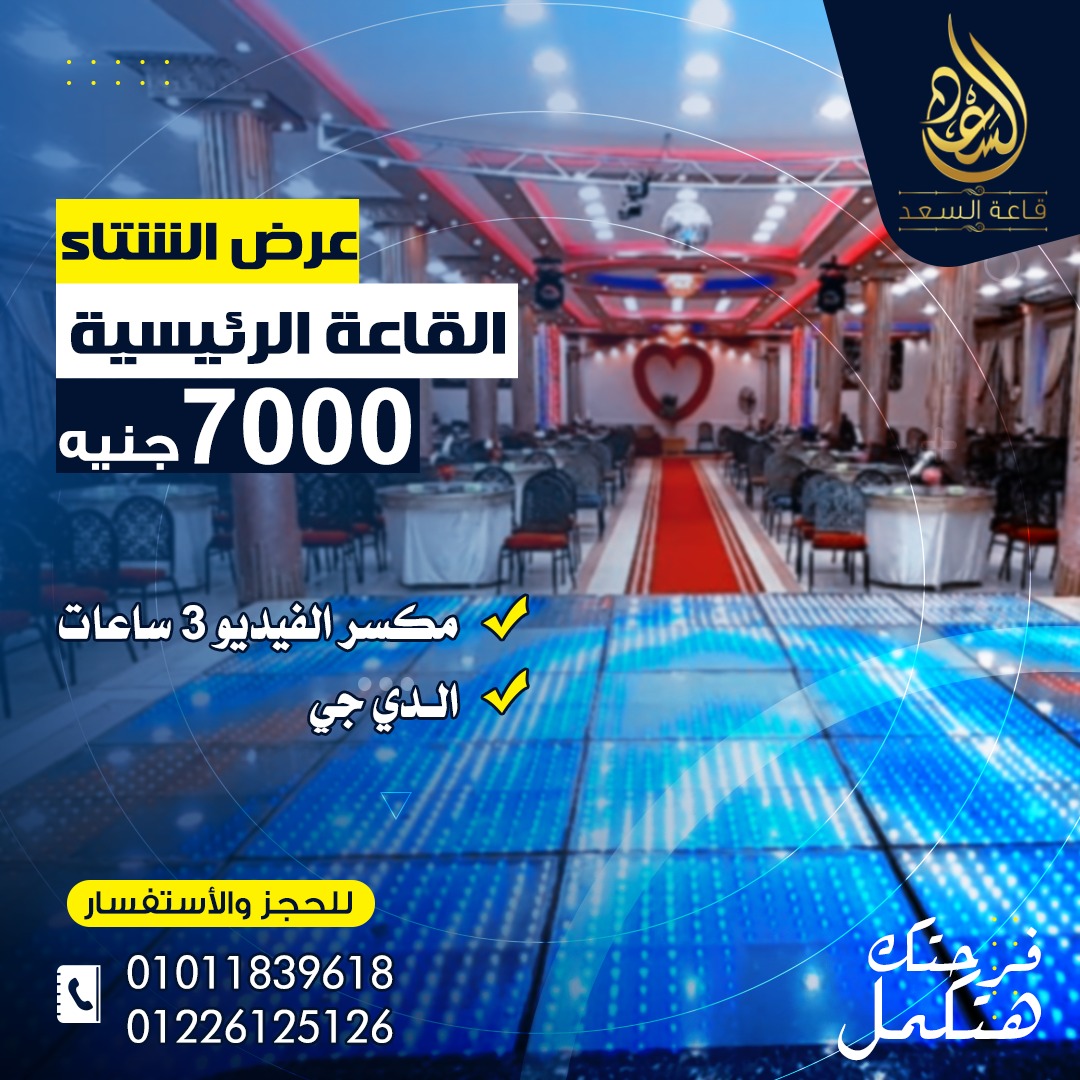 السعد
قاعة السعد
عرض الشتاء
القاعة الرئيسية
7000 جنيه
مكسر الفيديو 3 ساعات
الدي جي
للحجز والأستفسار
01011839618
01226125126
فرحتك
هتكمل